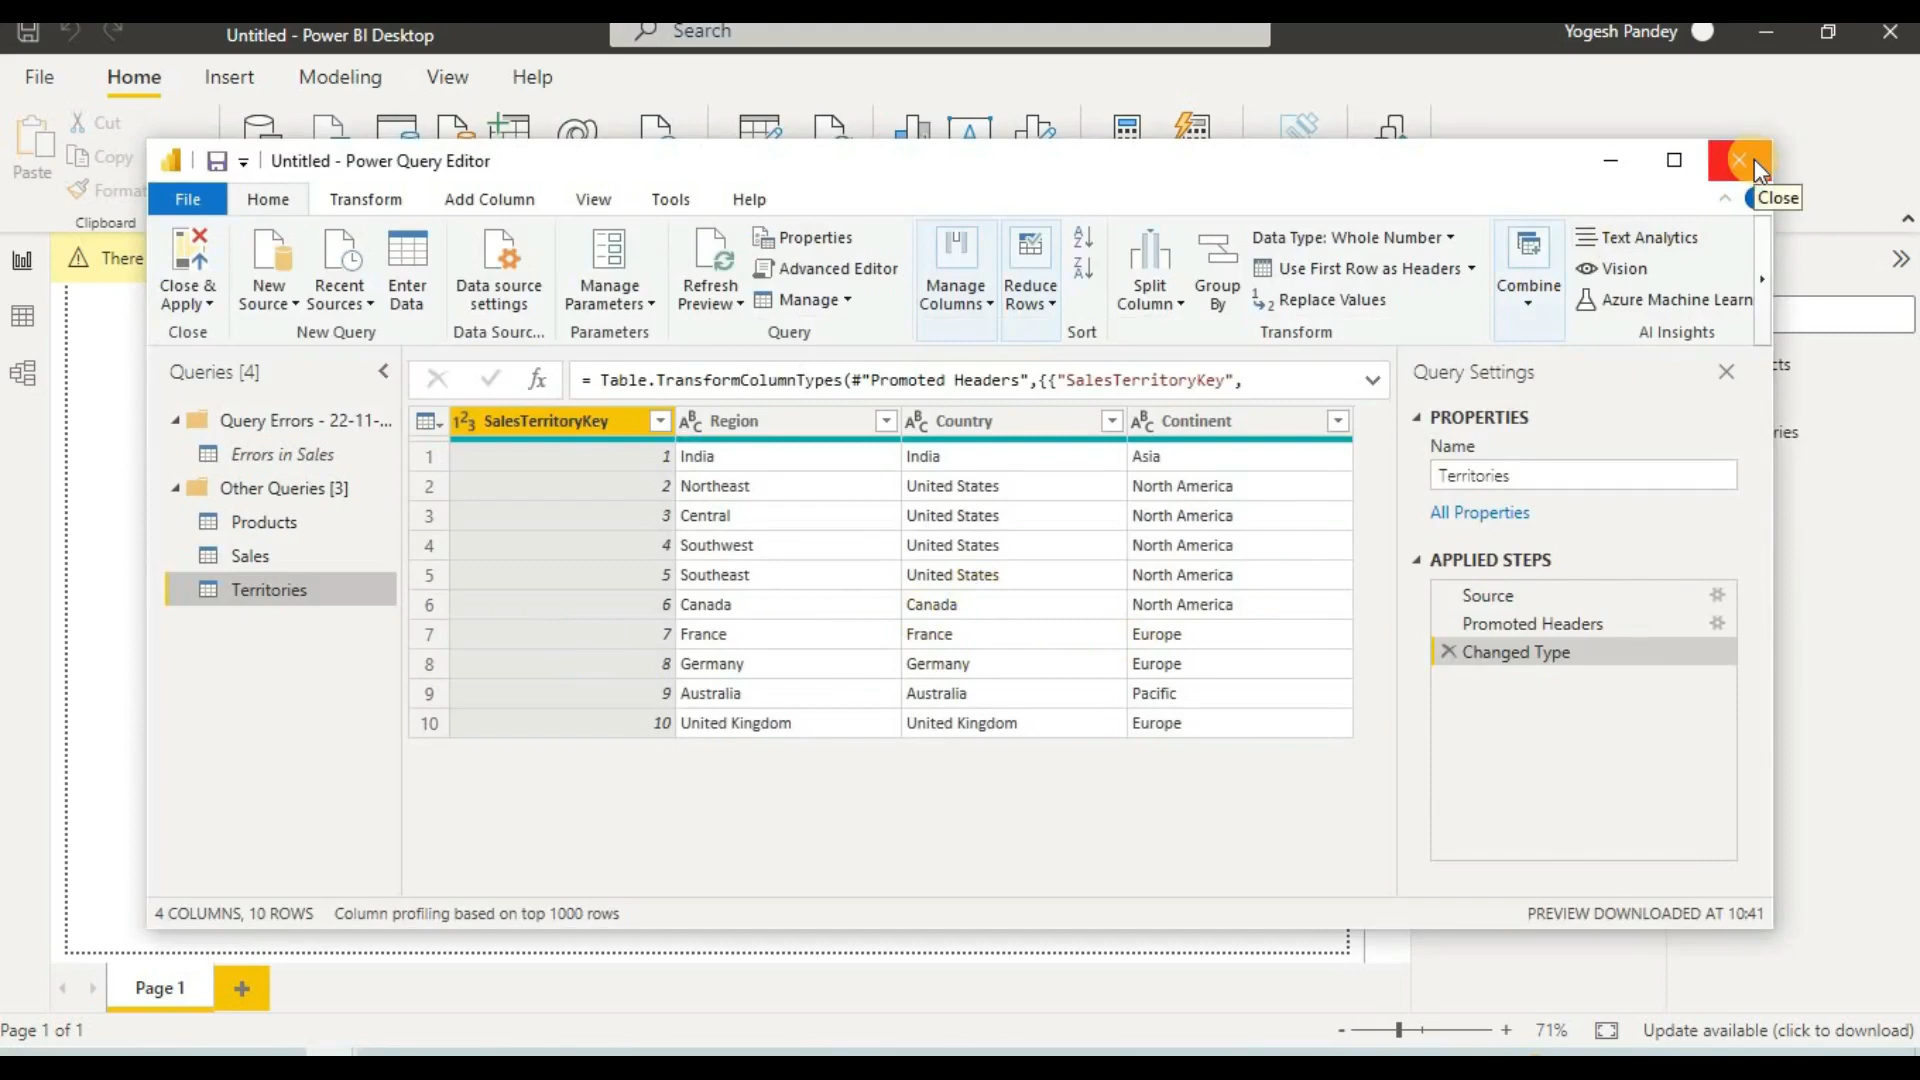 Untitled - Power BI Desktop
Search
Yogesh Pandey
File Home Insert Modeling View Help
Paste
Cut
Copy
Format
Clipboard
There
Untitled - Power Query Editor
Close
File Home Transform Add Column View Tools Help
Close & Apply
Close
New Source
Recent Sources
Enter Data
New Query
Data source settings
Data Sourc...
Manage Parameters
Parameters
Refresh Preview
Properties
Advanced Editor
Manage
Query
Manage Columns
Reduce Rows
Sort
Split Column
Group By
Data Type: Whole Number
Use First Row as Headers
Replace Values
Transform
Combine
Text Analytics
Vision
Azure Machine Learn
AI Insights
Queries [4]
Query Errors - 22-11-...
Errors in Sales
Other Queries [3]
Products
Sales
Territories
= Table.TransformColumnTypes(#"Promoted Headers",{{"SalesTerritoryKey",
SalesTerritoryKey Region Country Continent
1 1 India India Asia
2 2 Northeast United States North America
3 3 Central United States North America
4 4 Southwest United States North America
5 5 Southeast United States North America
6 6 Canada Canada North America
7 7 France France Europe
8 8 Germany Germany Europe
9 9 Australia Australia Pacific
10 10 United Kingdom United Kingdom Europe
Query Settings
PROPERTIES
Name
Territories
All Properties
APPLIED STEPS
Source
Promoted Headers
Changed Type
cts
ries
4 COLUMNS, 10 ROWS Column profiling based on top 1000 rows
PREVIEW DOWNLOADED AT 10:41
Page 1
Page 1 of 1
71%
Update available (click to download)